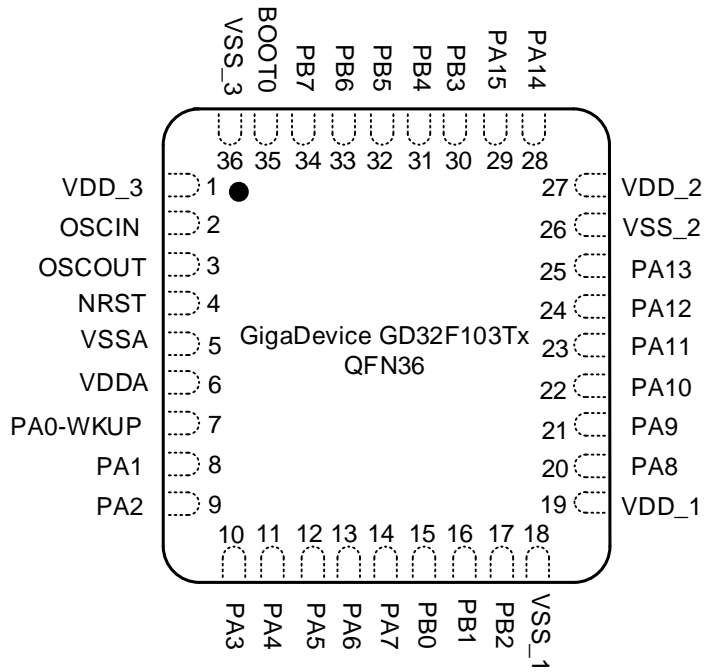 VSS_3
BOOT0
PB7
PB6
PB5
PB4
PB3
PA15
PA14
36 35 34 33 32 31 30 29 28
VDD_3 1
OSCIN 2
OSCOUT 3
NRST 4
VSSA 5
VDDA 6
PA0-WKUP 7
PA1 8
PA2 9
GigaDevice GD32F103Tx
QFN36
27 VDD_2
26 VSS_2
25 PA13
24 PA12
23 PA11
22 PA10
21 PA9
20 PA8
19 VDD_1
10 11 12 13 14 15 16 17 18
PA3
PA4
PA5
PA6
PA7
PB0
PB1
PB2
VSS_1